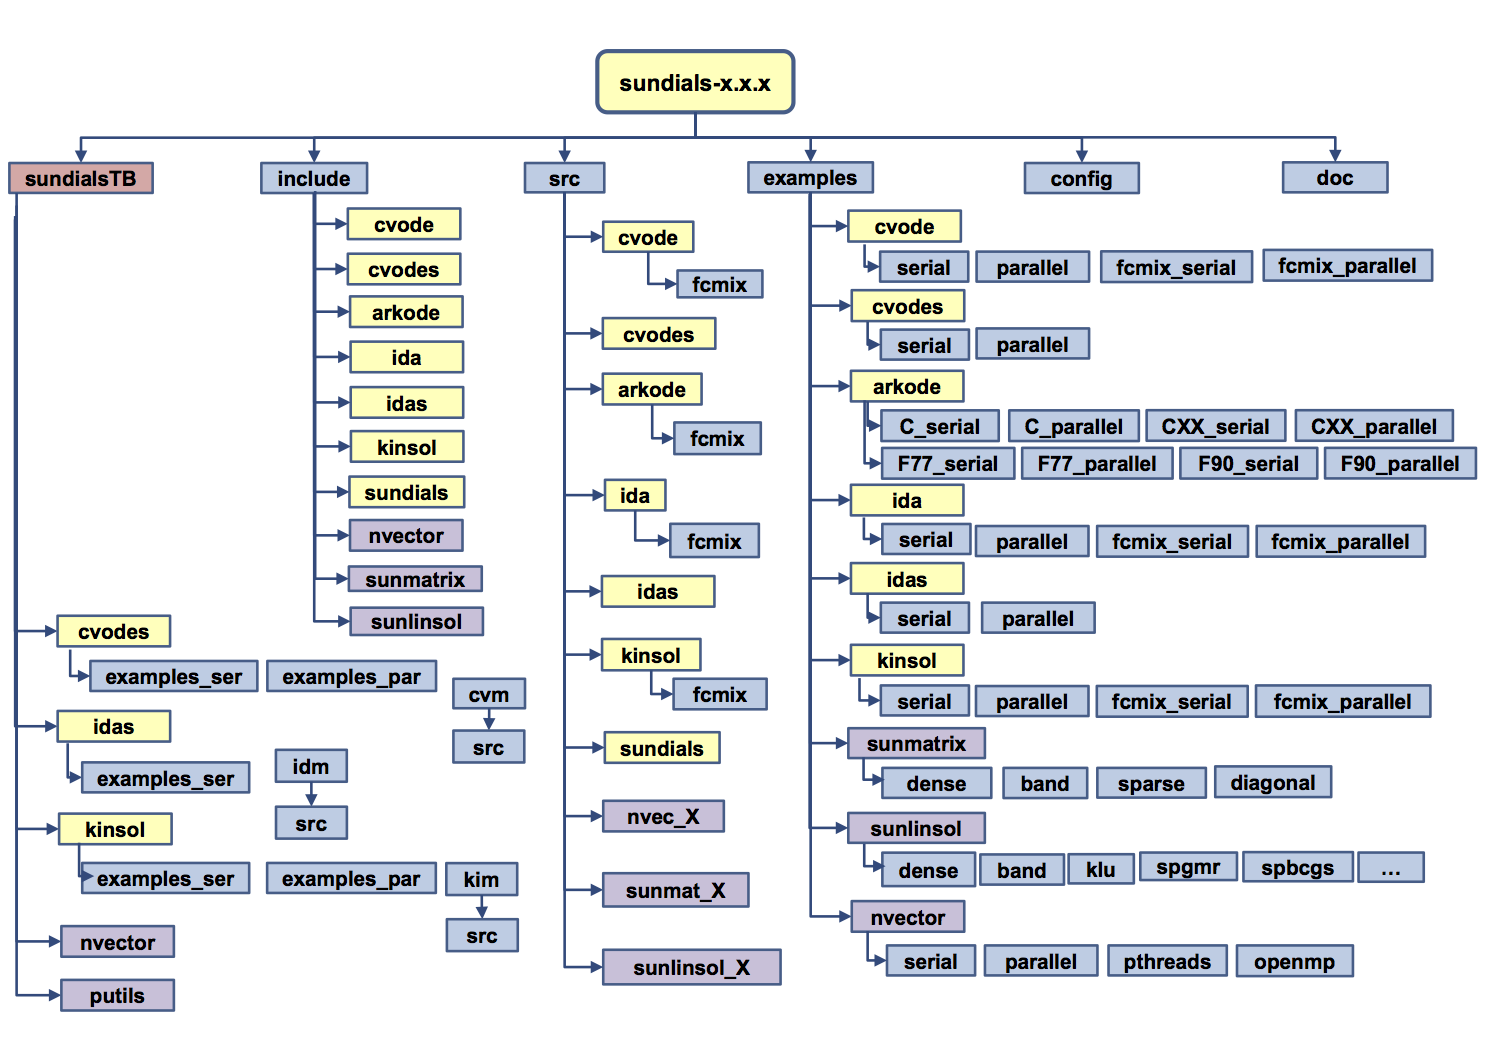 sundials-x.x.x
sundialsTB
include
src
examples
config
doc
cvodes
examples_ser
examples_par
cvm
src
idas
examples_ser
idm
src
kinsol
examples_ser
examples_par
kim
src
nvector
putils
cvode
cvodes
arkode
ida
idas
kinsol
sundials
nvector
sunmatrix
sunlinsol
cvode
fcmix
cvodes
arkode
fcmix
ida
fcmix
idas
kinsol
fcmix
sundials
nvec_X
sunmat_X
sunlinsol_X
cvode
serial parallel fcmix_serial fcmix_parallel
cvodes
serial parallel
arkode
C_serial C_parallel CXX_serial CXX_parallel
F77_serial F77_parallel F90_serial F90_parallel
ida
serial parallel fcmix_serial fcmix_parallel
idas
serial parallel
kinsol
serial parallel fcmix_serial fcmix_parallel
sunmatrix
dense band sparse diagonal
sunlinsol
dense band klu spgmr spbcgs ...
nvector
serial parallel pthreads openmp